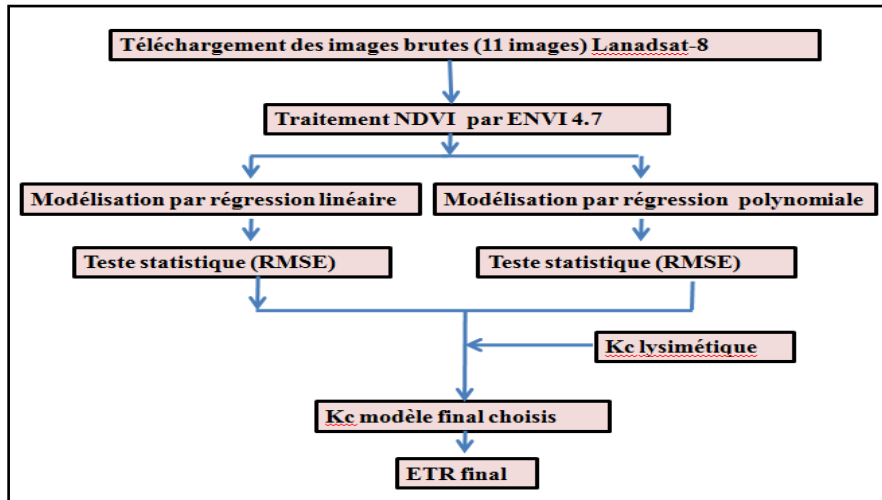 Téléchargement des images brutes (11 images) Lanadsat-8
Traitement NDVI par ENVI 4.7
Modélisation par régression linéaire
Modélisation par régression polynomiale
Teste statistique (RMSE)
Teste statistique (RMSE)
Kc lysimétique
Kc modèle final choisis
ETR final